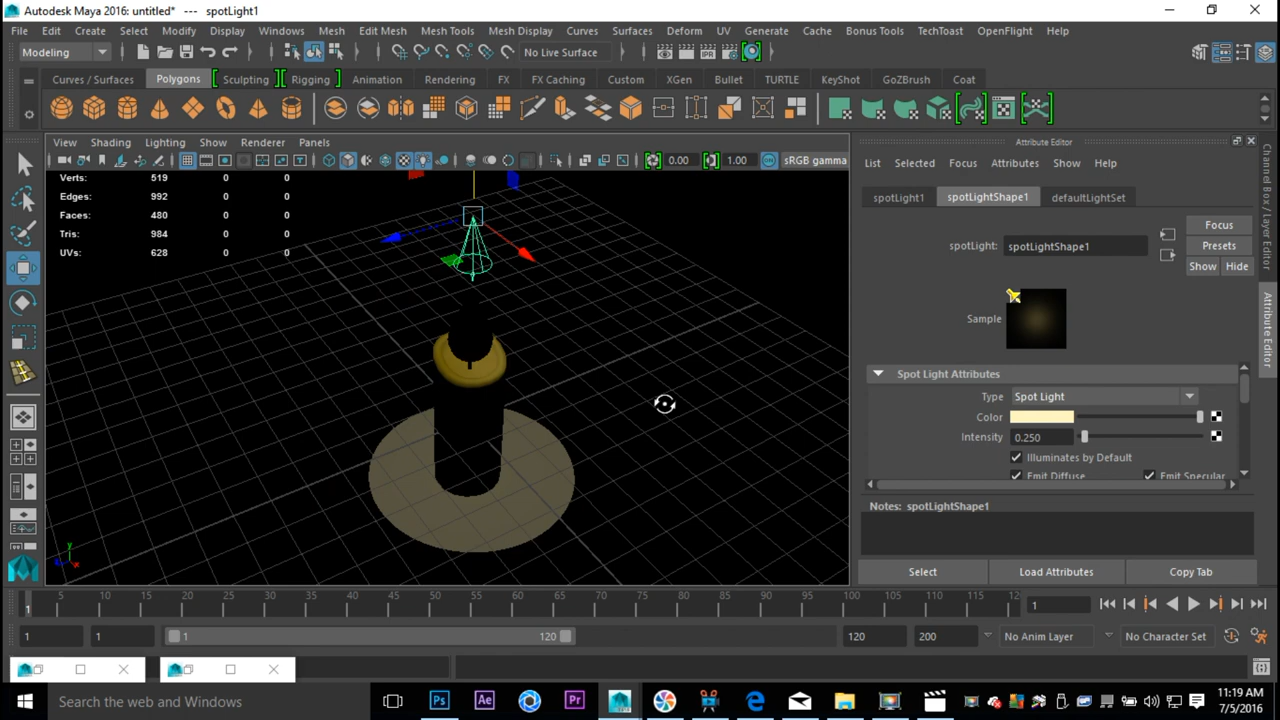 Autodesk Maya 2016: untitled* --- spotLight1
File Edit Create Select Modify Display Windows Mesh Edit Mesh Mesh Tools Mesh Display Curves Surfaces Deform UV Generate Cache Bonus Tools TechToast OpenFlight Help
Modeling No Live Surface
Curves / Surfaces Polygons Sculpting Rigging Animation Rendering FX FX Caching Custom XGen Bullet TURTLE KeyShot GoZBrush Coat
View Shading Lighting Show Renderer Panels
0.00 1.00 sRGB gamma
Verts: 519 0 0
Edges: 992 0 0
Faces: 480 0 0
Tris: 984 0 0
UVs: 628 0 0
Attribute Editor
List Selected Focus Attributes Show Help
spotLight1 spotLightShape1 defaultLightSet
spotLight: spotLightShape1
Focus
Presets
Show Hide
Sample
Spot Light Attributes
Type Spot Light
Color
Intensity 0.250
Illuminates by Default
Emit Diffuse Emit Specular
Notes: spotLightShape1
Select Load Attributes Copy Tab
Channel Box / Layer Editor
Attribute Editor
y
x
1 5 10 15 20 25 30 35 40 45 50 55 60 65 70 75 80 85 90 95 100 105 110 115 12
1
1 1 1 120 120 200 No Anim Layer No Character Set
Search the web and Windows
Ps Ae Pr
11:19 AM
7/5/2016